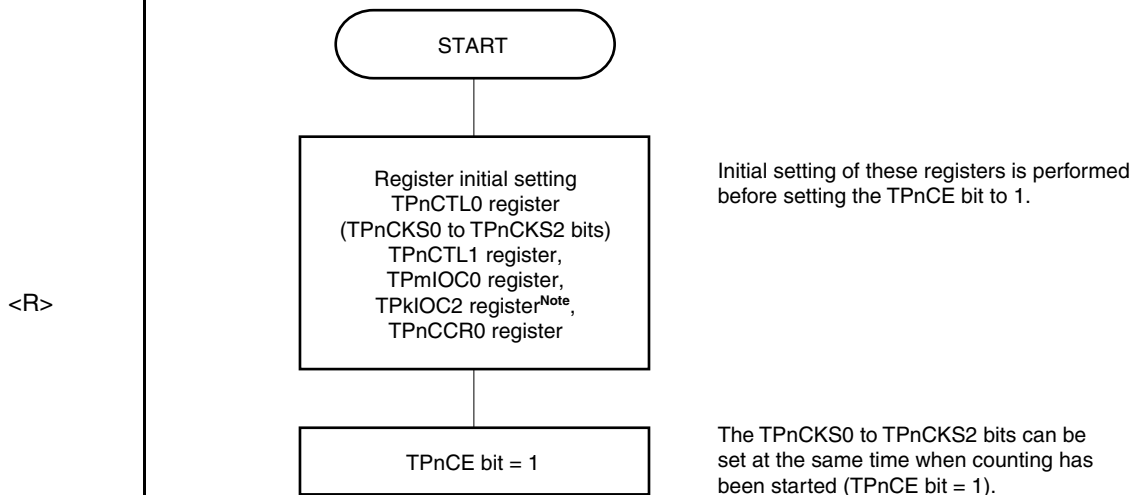 START
Register initial setting
TPnCTL0 register
(TPnCKS0 to TPnCKS2 bits)
TPnCTL1 register,
TPmIOC0 register,
TPkIOC2 registerNote,
TPnCCR0 register
Initial setting of these registers is performed
before setting the TPnCE bit to 1.
<R>
TPnCE bit = 1
The TPnCKS0 to TPnCKS2 bits can be
set at the same time when counting has
been started (TPnCE bit = 1).